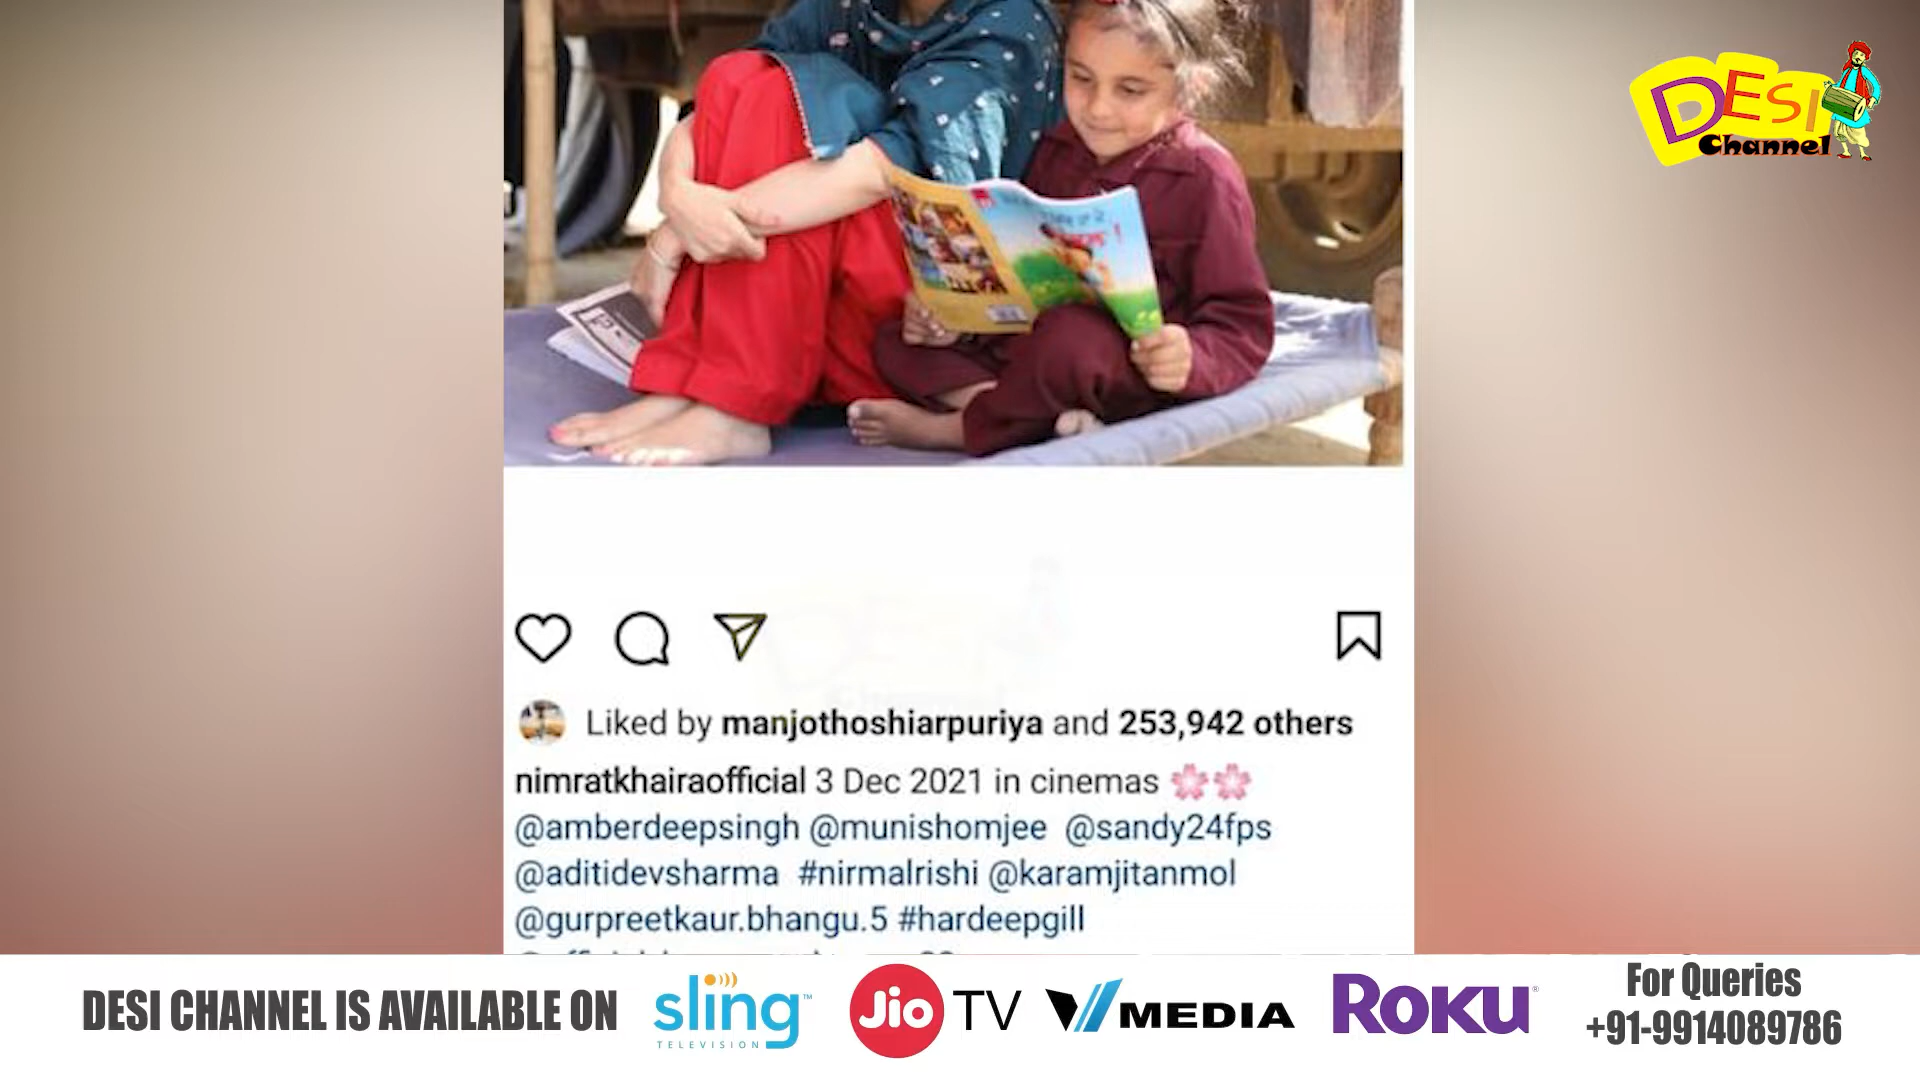 DESI
Channel
Liked by manjothoshiarpuriya and 253,942 others
nimratkhairaofficial 3 Dec 2021 in cinemas 🌸🌸
@amberdeepsingh @munishomjee @sandy24fps
@aditidevsharma #nirmalrishi @karamjitanmol
@gurpreetkaur.bhangu.5 #hardeepgill
DESI CHANNEL IS AVAILABLE ON
sling™
TELEVISION
Jio TV
V MEDIA
ROKU®
For Queries
+91-9914089786